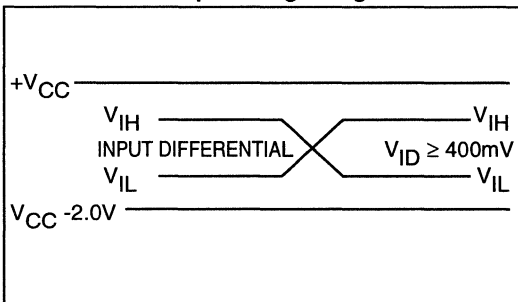 +VCC
VIH VIH
INPUT DIFFERENTIAL VID ≥ 400mV
VIL VIL
VCC -2.0V